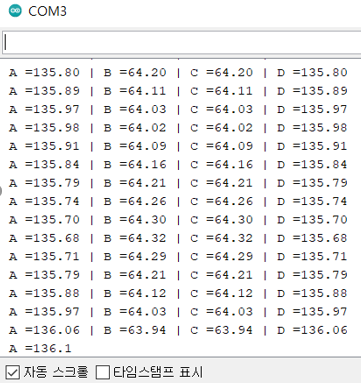 COM3
A =135.80 | B =64.20 | C =64.20 | D =135.80
A =135.89 | B =64.11 | C =64.11 | D =135.89
A =135.97 | B =64.03 | C =64.03 | D =135.97
A =135.98 | B =64.02 | C =64.02 | D =135.98
A =135.91 | B =64.09 | C =64.09 | D =135.91
A =135.84 | B =64.16 | C =64.16 | D =135.84
A =135.79 | B =64.21 | C =64.21 | D =135.79
A =135.74 | B =64.26 | C =64.26 | D =135.74
A =135.70 | B =64.30 | C =64.30 | D =135.70
A =135.68 | B =64.32 | C =64.32 | D =135.68
A =135.71 | B =64.29 | C =64.29 | D =135.71
A =135.79 | B =64.21 | C =64.21 | D =135.79
A =135.88 | B =64.12 | C =64.12 | D =135.88
A =135.97 | B =64.03 | C =64.03 | D =135.97
A =136.06 | B =63.94 | C =63.94 | D =136.06
A =136.1
자동 스크롤 타임스탬프 표시